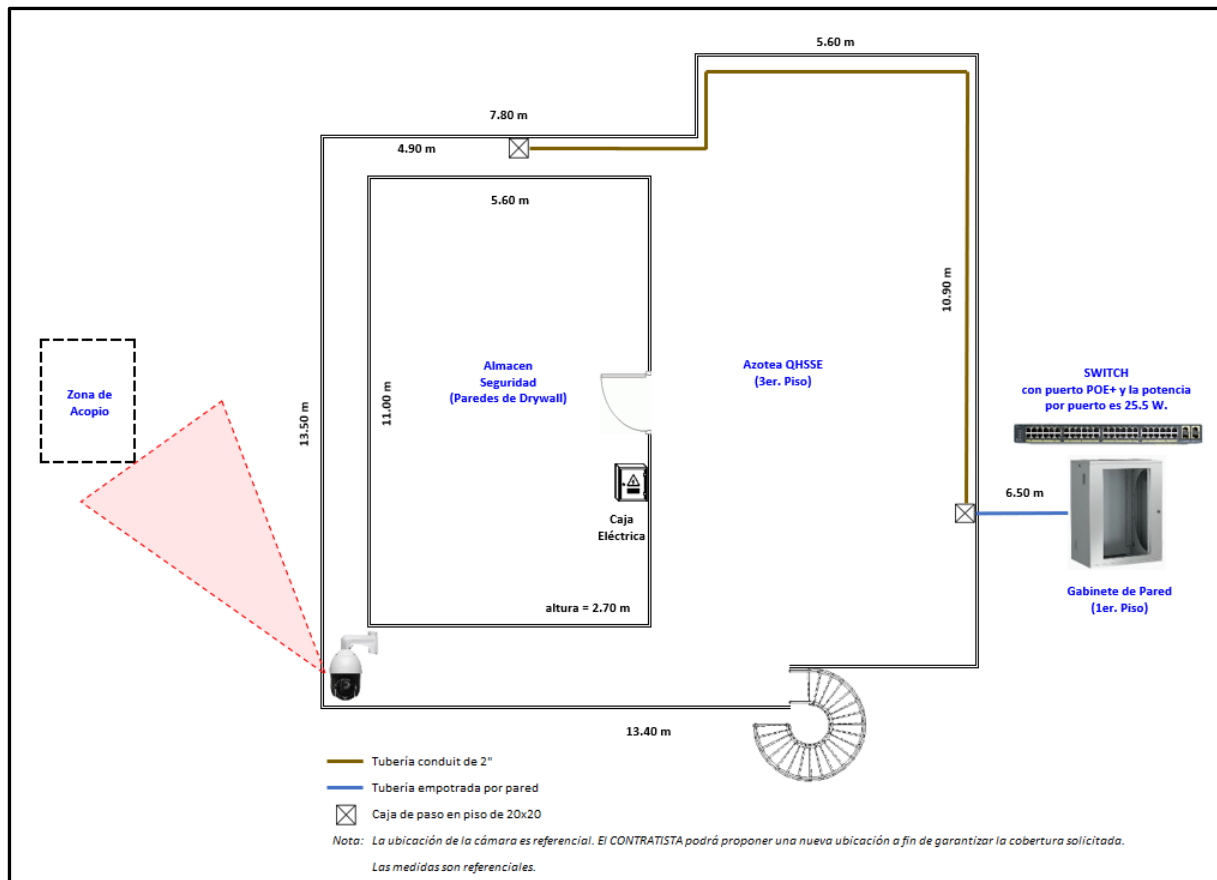 5.60 m
7.80 m
4.90 m
5.60 m
10.90 m
Almacen
Seguridad
(Paredes de Drywall)
Azotea QHSSE
(3er. Piso)
Zona de
Acopio
13.50 m
11.00 m
SWITCH
con puerto POE+ y la potencia
por puerto es 25.5 W.
6.50 m
Caja
Eléctrica
Gabinete de Pared
(1er. Piso)
altura = 2.70 m
13.40 m
Tubería conduit de 2"
Tubería empotrada por pared
Caja de paso en piso de 20x20
Nota: La ubicación de la cámara es referencial. El CONTRATISTA podrá proponer una nueva ubicación a fin de garantizar la cobertura solicitada.
Las medidas son referenciales.